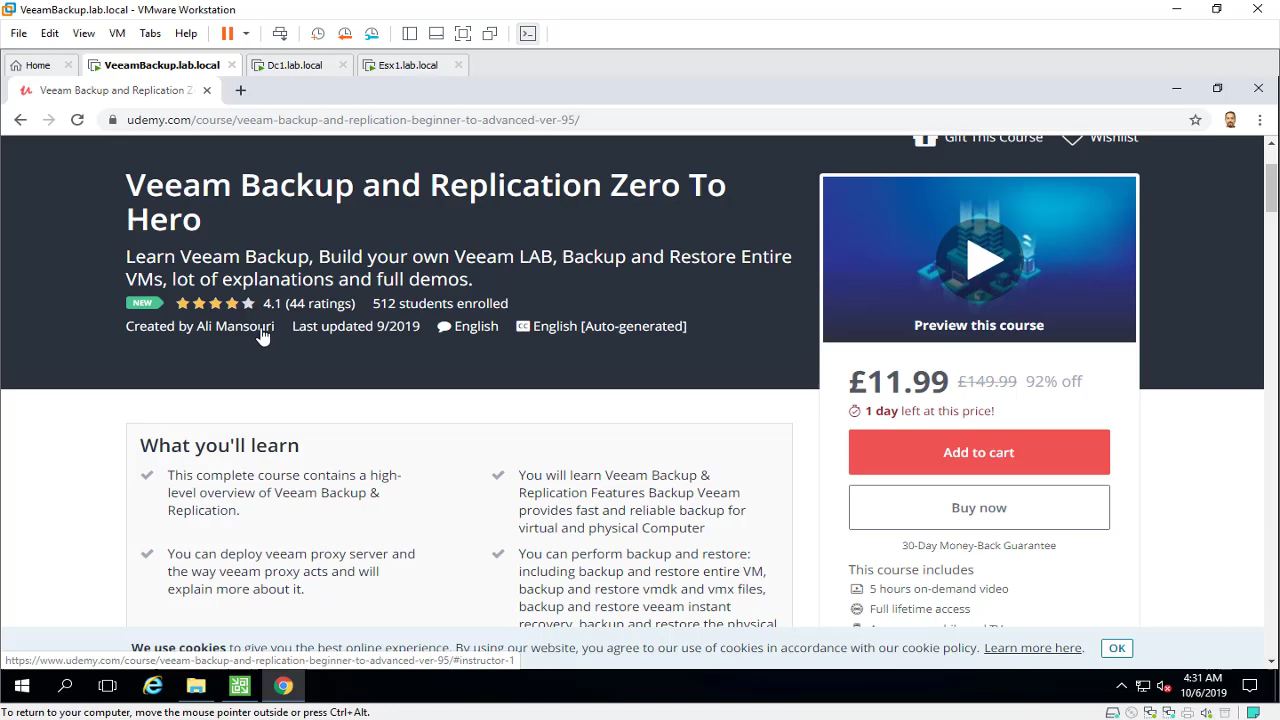 VeeamBackup.lab.local - VMware Workstation
File Edit View VM Tabs Help
Home VeeamBackup.lab.local Dc1.lab.local Esx1.lab.local
Veeam Backup and Replication Z
udemy.com/course/veeam-backup-and-replication-beginner-to-advanced-ver-95/
Gift This Course Wishlist
Veeam Backup and Replication Zero To
Hero
Learn Veeam Backup, Build your own Veeam LAB, Backup and Restore Entire
VMs, lot of explanations and full demos.
NEW 4.1 (44 ratings) 512 students enrolled
Created by Ali Mansouri Last updated 9/2019 English CC English [Auto-generated]
Preview this course
£11.99 £149.99 92% off
1 day left at this price!
Add to cart
Buy now
30-Day Money-Back Guarantee
This course includes
5 hours on-demand video
Full lifetime access
What you'll learn
This complete course contains a high-
level overview of Veeam Backup &
Replication.
You will learn Veeam Backup &
Replication Features Backup Veeam
provides fast and reliable backup for
virtual and physical Computer
You can deploy veeam proxy server and
the way veeam proxy acts and will
explain more about it.
You can perform backup and restore:
including backup and restore entire VM,
backup and restore vmdk and vmx files,
backup and restore veeam instant
recovery, backup and restore the physical
We use cookies to give you the best online experience. By using our website, you agree to our use of cookies in accordance with our cookie policy. Learn more here. OK
https://www.udemy.com/course/veeam-backup-and-replication-beginner-to-advanced-ver-95/#instructor-1
4:31 AM
10/6/2019
To return to your computer, move the mouse pointer outside or press Ctrl+Alt.